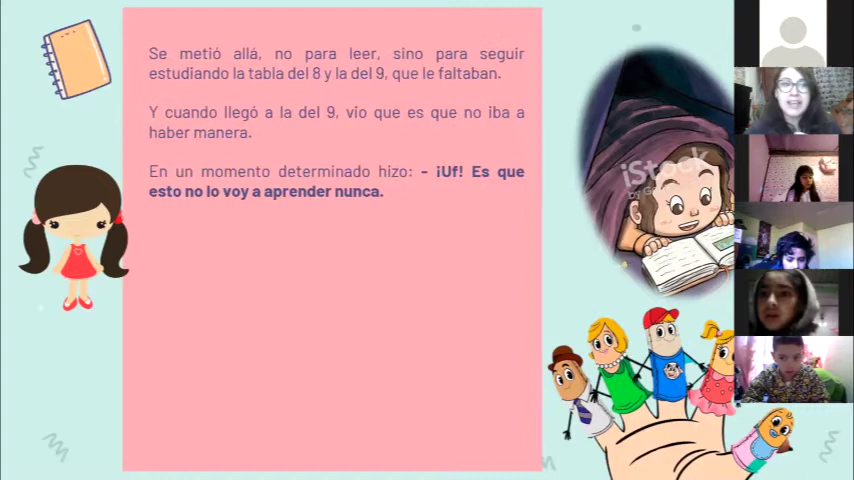 Se metió allá, no para leer, sino para seguir
estudiando la tabla del 8 y la del 9, que le faltaban.
Y cuando llegó a la del 9, vio que es que no iba a
haber manera.
En un momento determinado hizo: - ¡Uf! Es que
esto no lo voy a aprender nunca.
iStock